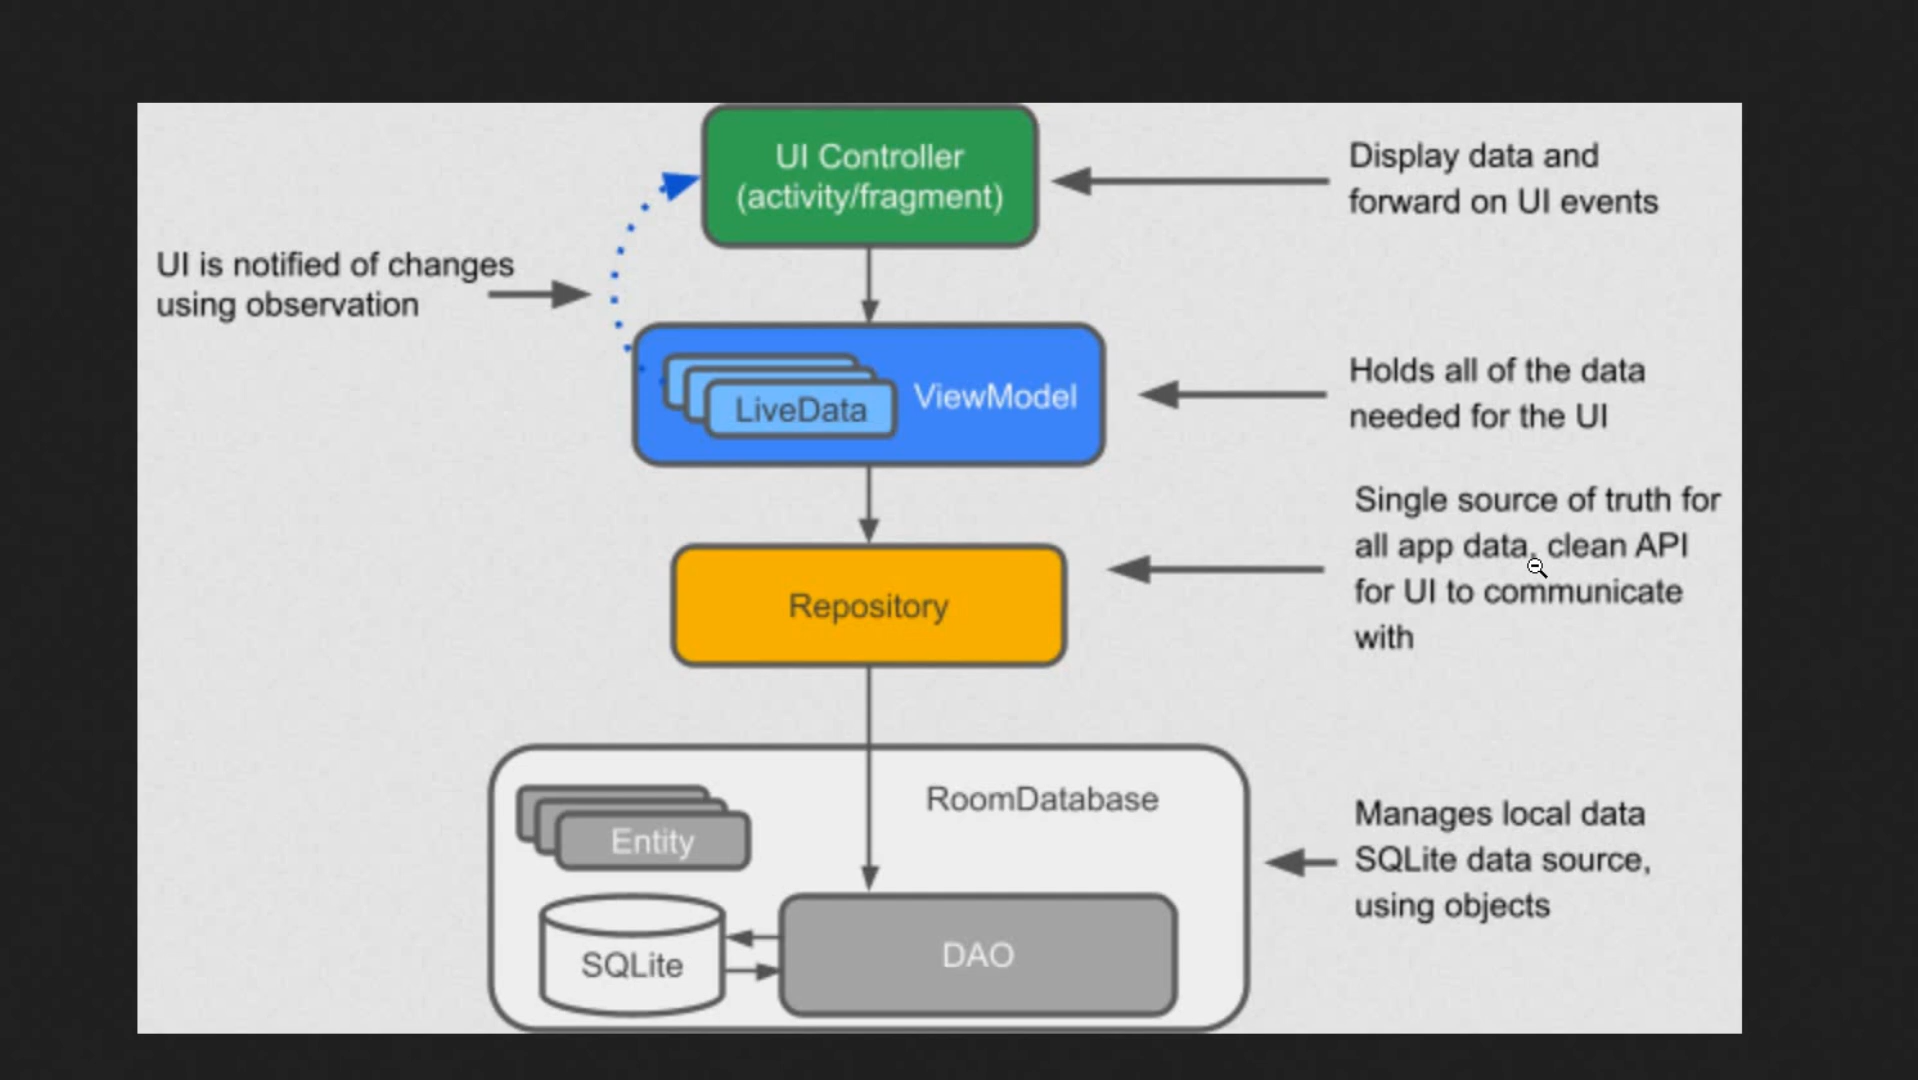 UI Controller
(activity/fragment)
Display data and
forward on UI events
UI is notified of changes
using observation
LiveData
ViewModel
Holds all of the data
needed for the UI
Repository
Single source of truth for
all app data, clean API
for UI to communicate
with
RoomDatabase
Entity
SQLite
DAO
Manages local data
SQLite data source,
using objects